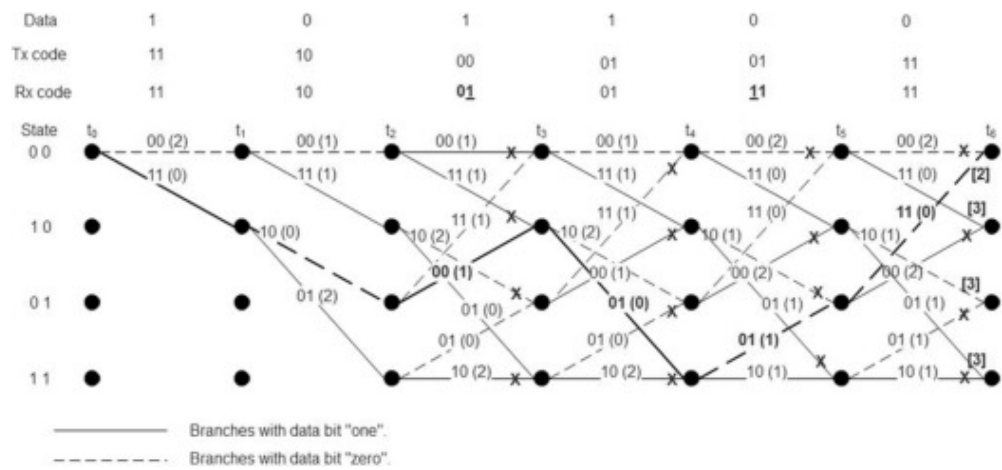 Data 1 0 1 1 0 0
Tx code 11 10 00 01 01 11
Rx code 11 10 01 01 11 11
State t₀ t₁ t₂ t₃ t₄ t₅ t₆
0 0 00 (2) 00 (1) 00 (1) 00 (1) 00 (2) 00 (2)
11 (0) 11 (1) 11 (1) 11 (1) 11 (0) 11 (0) [2]
11 (1) 11 (1) 11 (0) 11 (0) [3]
1 0 10 (0) 10 (2) 10 (1) 10 (1)
00 (1) 00 (1) 00 (2) 00 (2)
0 1 01 (2) 01 (0) 01 (0) 01 (1) 01 (1) [3]
01 (0) 01 (0) 01 (1) 01 (1) [3]
1 1 10 (2) 10 (2) 10 (1) 10 (1)
Branches with data bit "one".
Branches with data bit "zero".